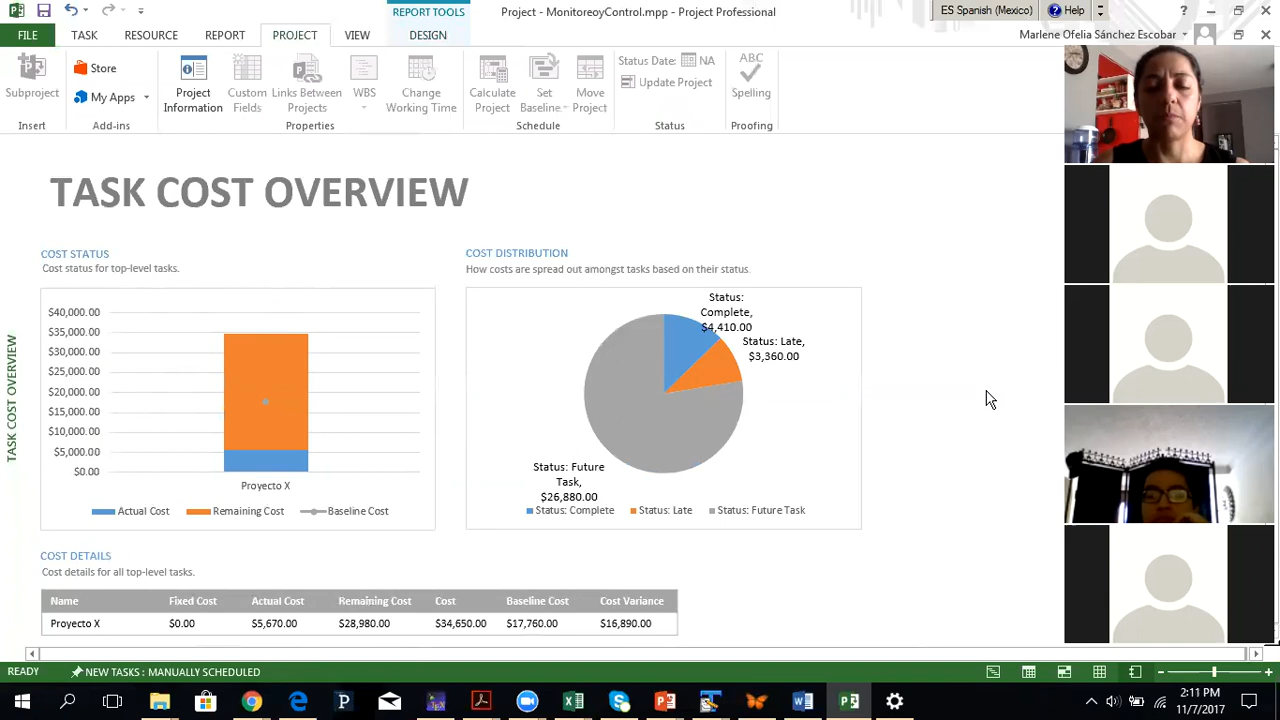 REPORT TOOLS
Project - MonitoreoyControl.mpp - Project Professional
ES Spanish (Mexico)
Help
?
FILE
TASK
RESOURCE
REPORT
PROJECT
VIEW
DESIGN
Marlene Ofelia Sánchez Escobar
Subproject
Store
My Apps
Project
Information
Custom
Fields
Links Between
Projects
WBS
Change
Working Time
Calculate
Project
Set
Baseline
Move
Project
Status Date:
NA
Update Project
ABC
Spelling
Insert
Add-ins
Properties
Schedule
Status
Proofing
TASK COST OVERVIEW
TASK COST OVERVIEW
COST STATUS
Cost status for top-level tasks.
$40,000.00
$35,000.00
$30,000.00
$25,000.00
$20,000.00
$15,000.00
$10,000.00
$5,000.00
$0.00
Proyecto X
Actual Cost
Remaining Cost
Baseline Cost
COST DISTRIBUTION
How costs are spread out amongst tasks based on their status.
Status:
Complete,
$4,410.00
Status: Late,
$3,360.00
Status: Future
Task,
$26,880.00
Status: Complete
Status: Late
Status: Future Task
COST DETAILS
Cost details for all top-level tasks.
Name Fixed Cost Actual Cost Remaining Cost Cost Baseline Cost Cost Variance
Proyecto X $0.00 $5,670.00 $28,980.00 $34,650.00 $17,760.00 $16,890.00
READY
NEW TASKS : MANUALLY SCHEDULED
2:11 PM
11/7/2017